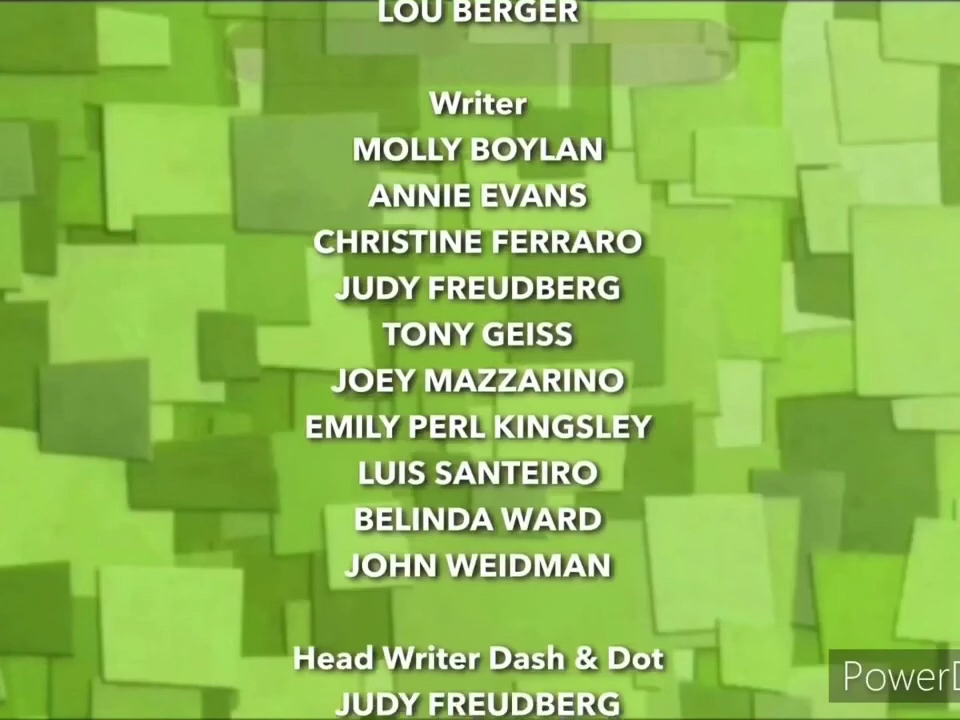 LOU BERGER
Writer
MOLLY BOYLAN
ANNIE EVANS
CHRISTINE FERRARO
JUDY FREUDBERG
TONY GEISS
JOEY MAZZARINO
EMILY PERL KINGSLEY
LUIS SANTEIRO
BELINDA WARD
JOHN WEIDMAN
Head Writer Dash & Dot
JUDY FREUDBERG
PowerD